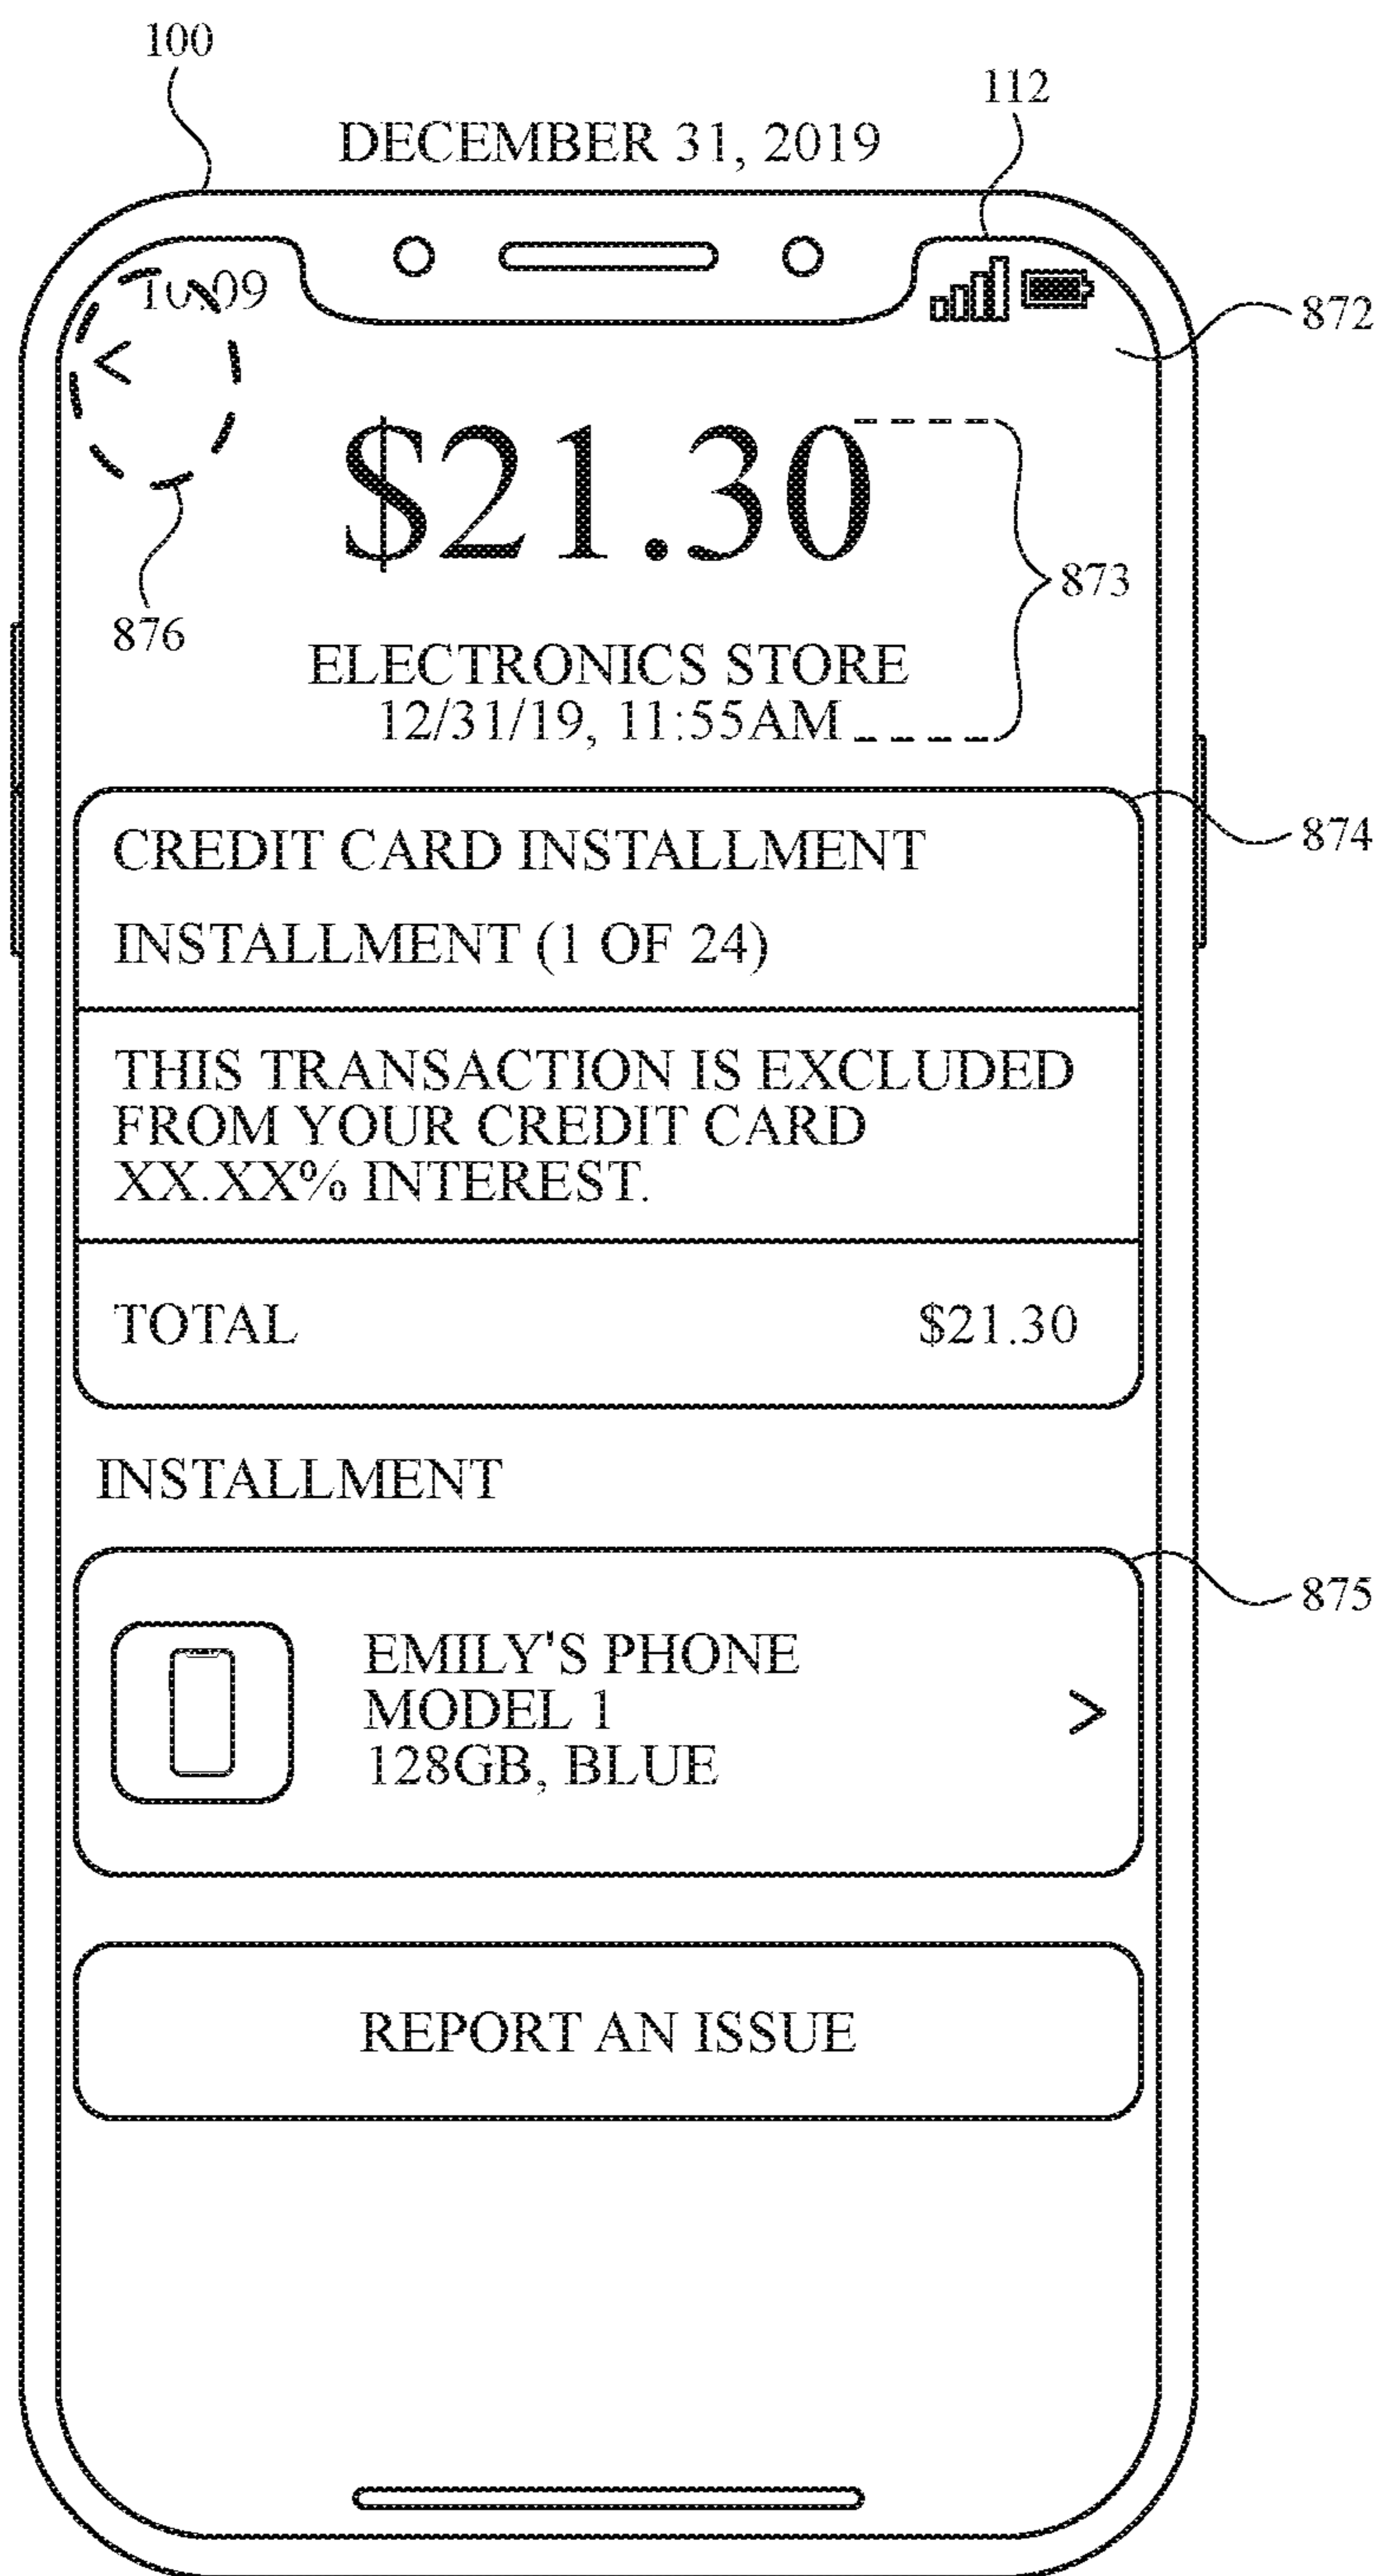 100
112
DECEMBER 31, 2019
872
<
$21.30
873
876
ELECTRONICS STORE
12/31/19, 11:55AM
874
CREDIT CARD INSTALLMENT
INSTALLMENT (1 OF 24)
THIS TRANSACTION IS EXCLUDED
FROM YOUR CREDIT CARD
XX.XX% INTEREST.
TOTAL $21.30
INSTALLMENT
875
EMILY'S PHONE
MODEL 1 >
128GB, BLUE
REPORT AN ISSUE